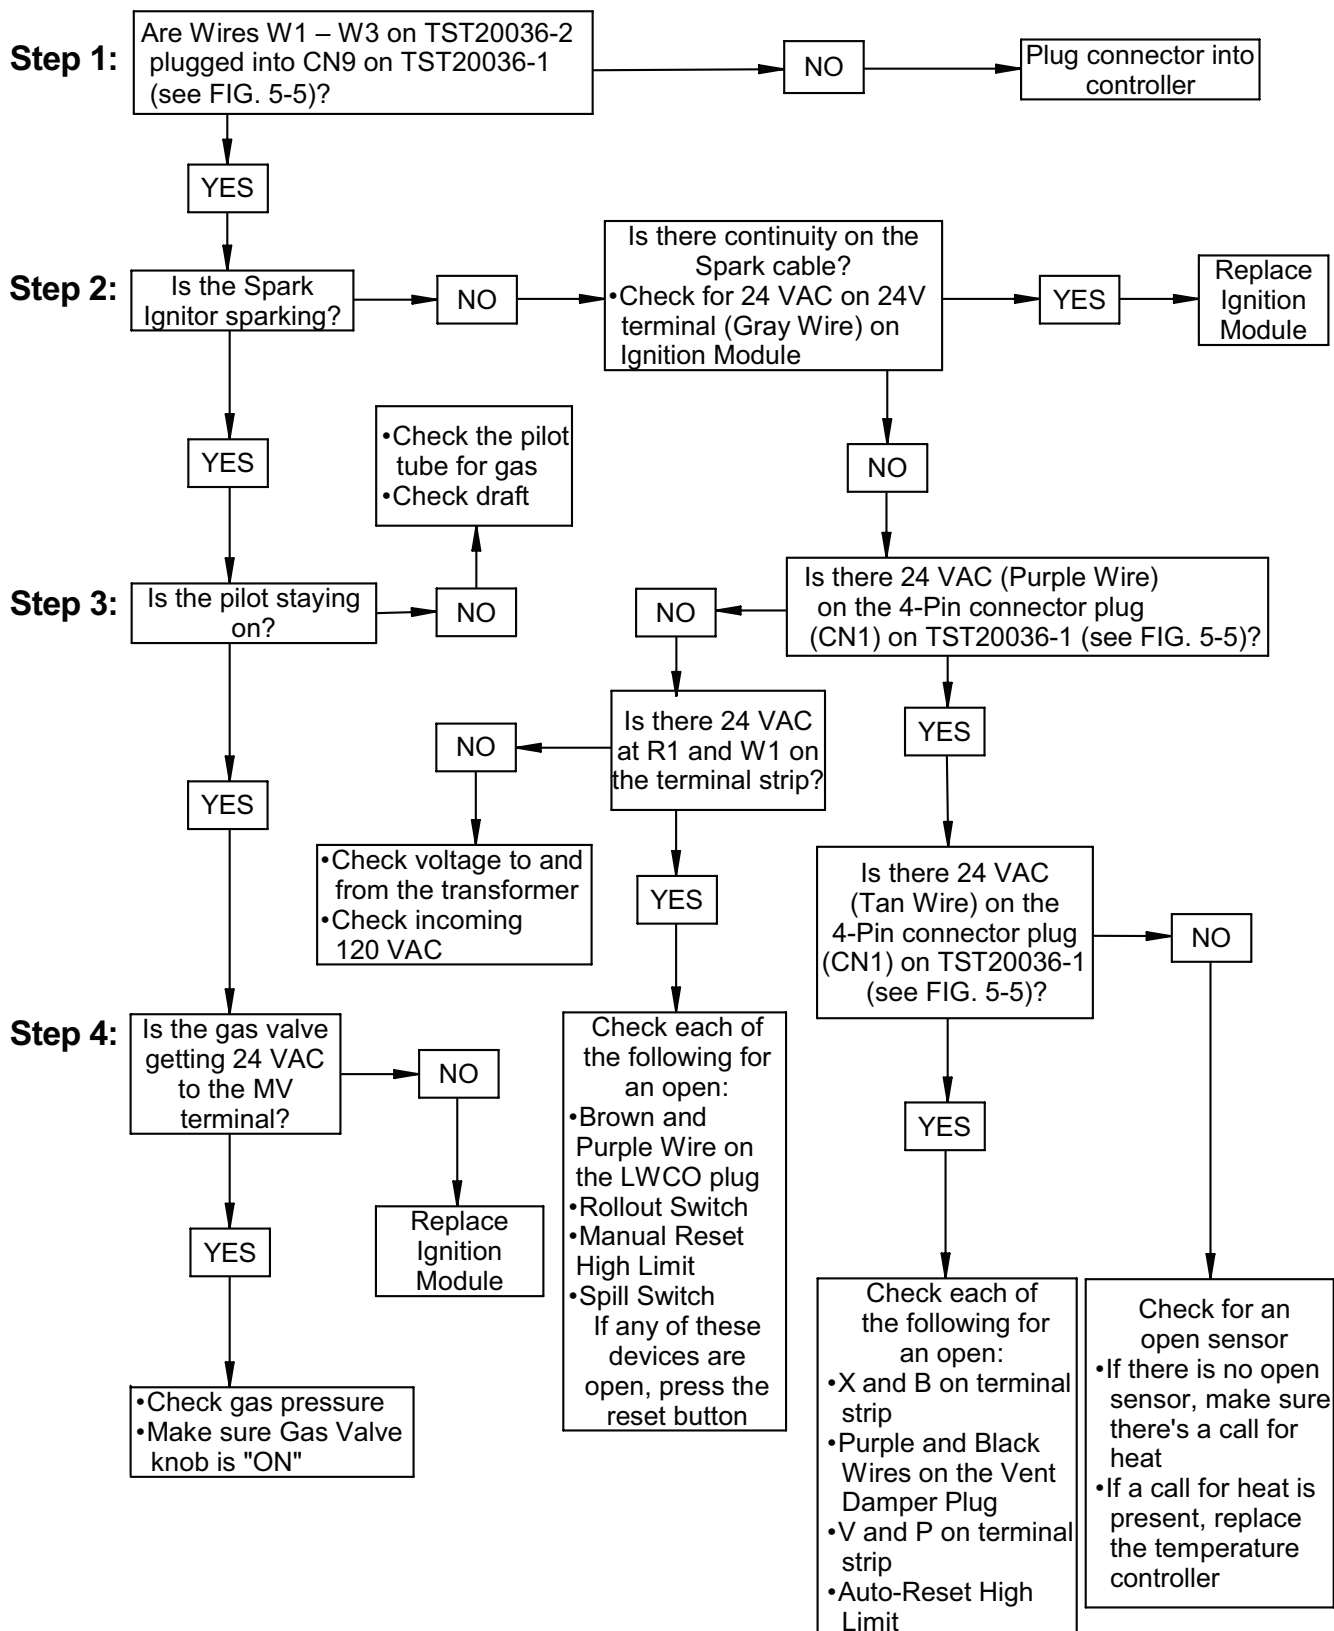 Step 1:
Are Wires W1 – W3 on TST20036-2
plugged into CN9 on TST20036-1
(see FIG. 5-5)?
NO
Plug connector into
controller
YES
Step 2:
Is the Spark
Ignitor sparking?
NO
Is there continuity on the
Spark cable?
•Check for 24 VAC on 24V
terminal (Gray Wire) on
Ignition Module
YES
Replace
Ignition
Module
YES
•Check the pilot
tube for gas
•Check draft
NO
Step 3:
Is the pilot staying
on?
NO
NO
Is there 24 VAC (Purple Wire)
on the 4-Pin connector plug
(CN1) on TST20036-1 (see FIG. 5-5)?
YES
NO
Is there 24 VAC
at R1 and W1 on
the terminal strip?
YES
•Check voltage to and
from the transformer
•Check incoming
120 VAC
YES
Is there 24 VAC
(Tan Wire) on the
4-Pin connector plug
(CN1) on TST20036-1
(see FIG. 5-5)?
NO
Step 4:
Is the gas valve
getting 24 VAC
to the MV
terminal?
NO
Check each of
the following for
an open:
•Brown and
Purple Wire on
the LWCO plug
•Rollout Switch
•Manual Reset
High Limit
•Spill Switch
If any of these
devices are
open, press the
reset button
YES
YES
Replace
Ignition
Module
Check each of
the following for
an open:
•X and B on terminal
strip
•Purple and Black
Wires on the Vent
Damper Plug
•V and P on terminal
strip
•Auto-Reset High
Limit
Check for an
open sensor
•If there is no open
sensor, make sure
there's a call for
heat
•If a call for heat is
present, replace
the temperature
controller
•Check gas pressure
•Make sure Gas Valve
knob is "ON"